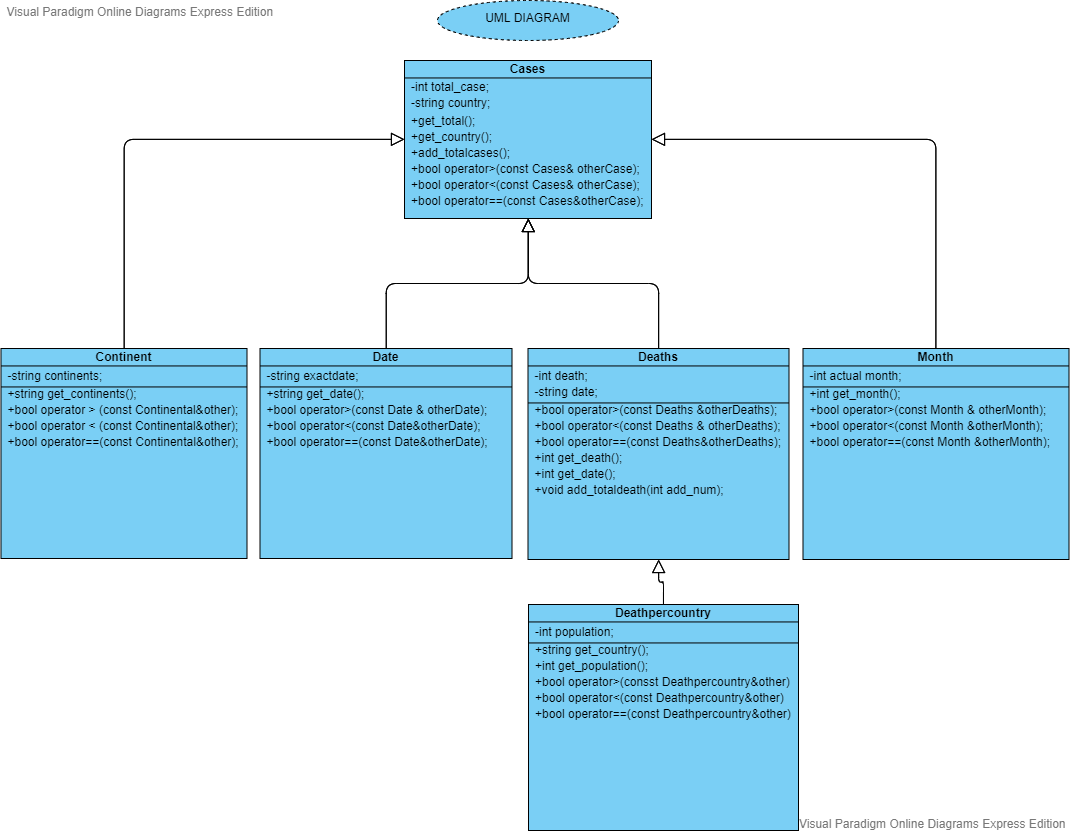 Visual Paradigm Online Diagrams Express Edition
UML DIAGRAM
Cases
-int total_case;
-string country;
+get_total();
+get_country();
+add_totalcases();
+bool operator>(const Cases& otherCase);
+bool operator<(const Cases& otherCase);
+bool operator==(const Cases&otherCase);
Continent
-string continents;
+string get_continents();
+bool operator > (const Continental&other);
+bool operator < (const Continental&other);
+bool operator==(const Continental&other);
Date
-string exactdate;
+string get_date();
+bool operator>(const Date & otherDate);
+bool operator<(const Date&otherDate);
+bool operator==(const Date&otherDate);
Deaths
-int death;
-string date;
+bool operator>(const Deaths &otherDeaths);
+bool operator<(const Deaths & otherDeaths);
+bool operator==(const Deaths&otherDeaths);
+int get_death();
+int get_date();
+void add_totaldeath(int add_num);
Month
-int actual month;
+int get_month();
+bool operator>(const Month & otherMonth);
+bool operator<(const Month &otherMonth);
+bool operator==(const Month &otherMonth);
Deathpercountry
-int population;
+string get_country();
+int get_population();
+bool operator>(consst Deathpercountry&other)
+bool operator<(const Deathpercountry&other)
+bool operator==(const Deathpercountry&other)
Visual Paradigm Online Diagrams Express Edition